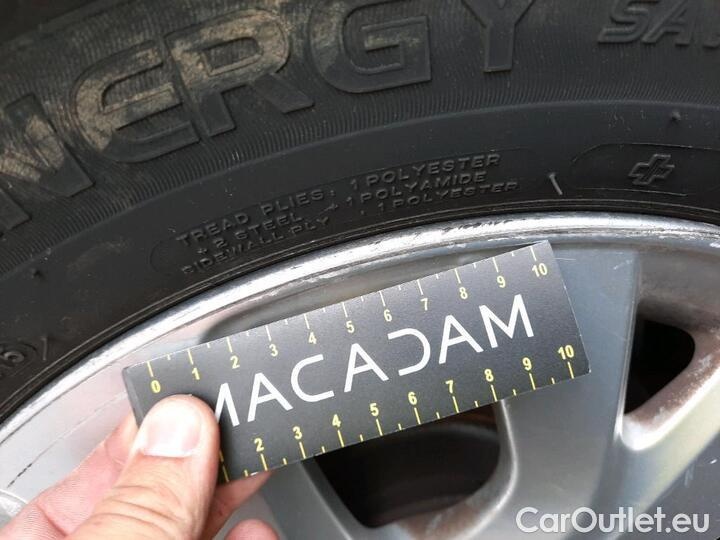 NERGY SA
TREAD PLIES: 1 POLYESTER
+ 2 STEEL + 1 POLYAMIDE
SIDEWALL PLY : 1 POLYESTER
0 1 2 3 4 5 6 7 8 9 10
MACADAM
1 2 3 4 5 6 7 8 9 10
CarOutlet.eu